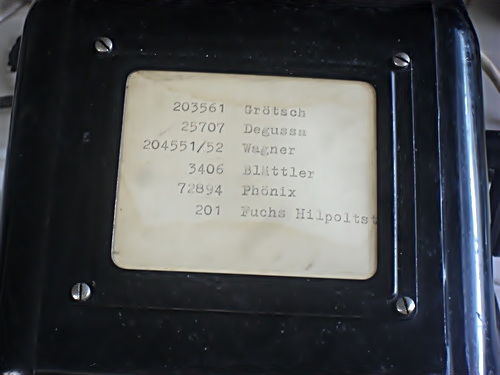 203561 Grötsch
25707 Degussa
204551/52 Wagner
3406 Blättler
72894 Phönix
201 Fuchs Hilpoltst